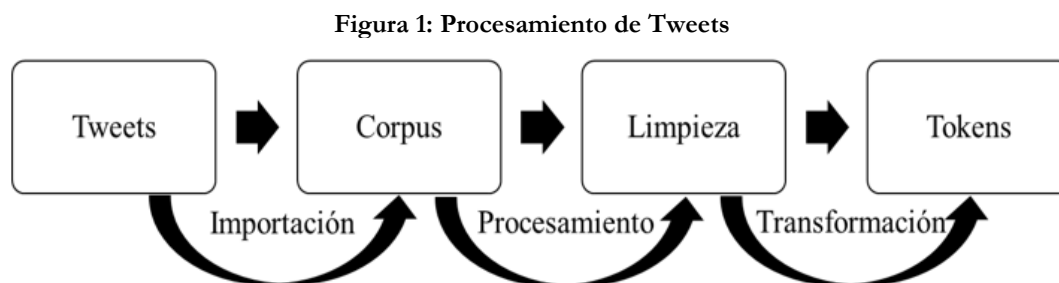 Figura 1: Procesamiento de Tweets
Tweets
Corpus
Limpieza
Tokens
Importación
Procesamiento
Transformación